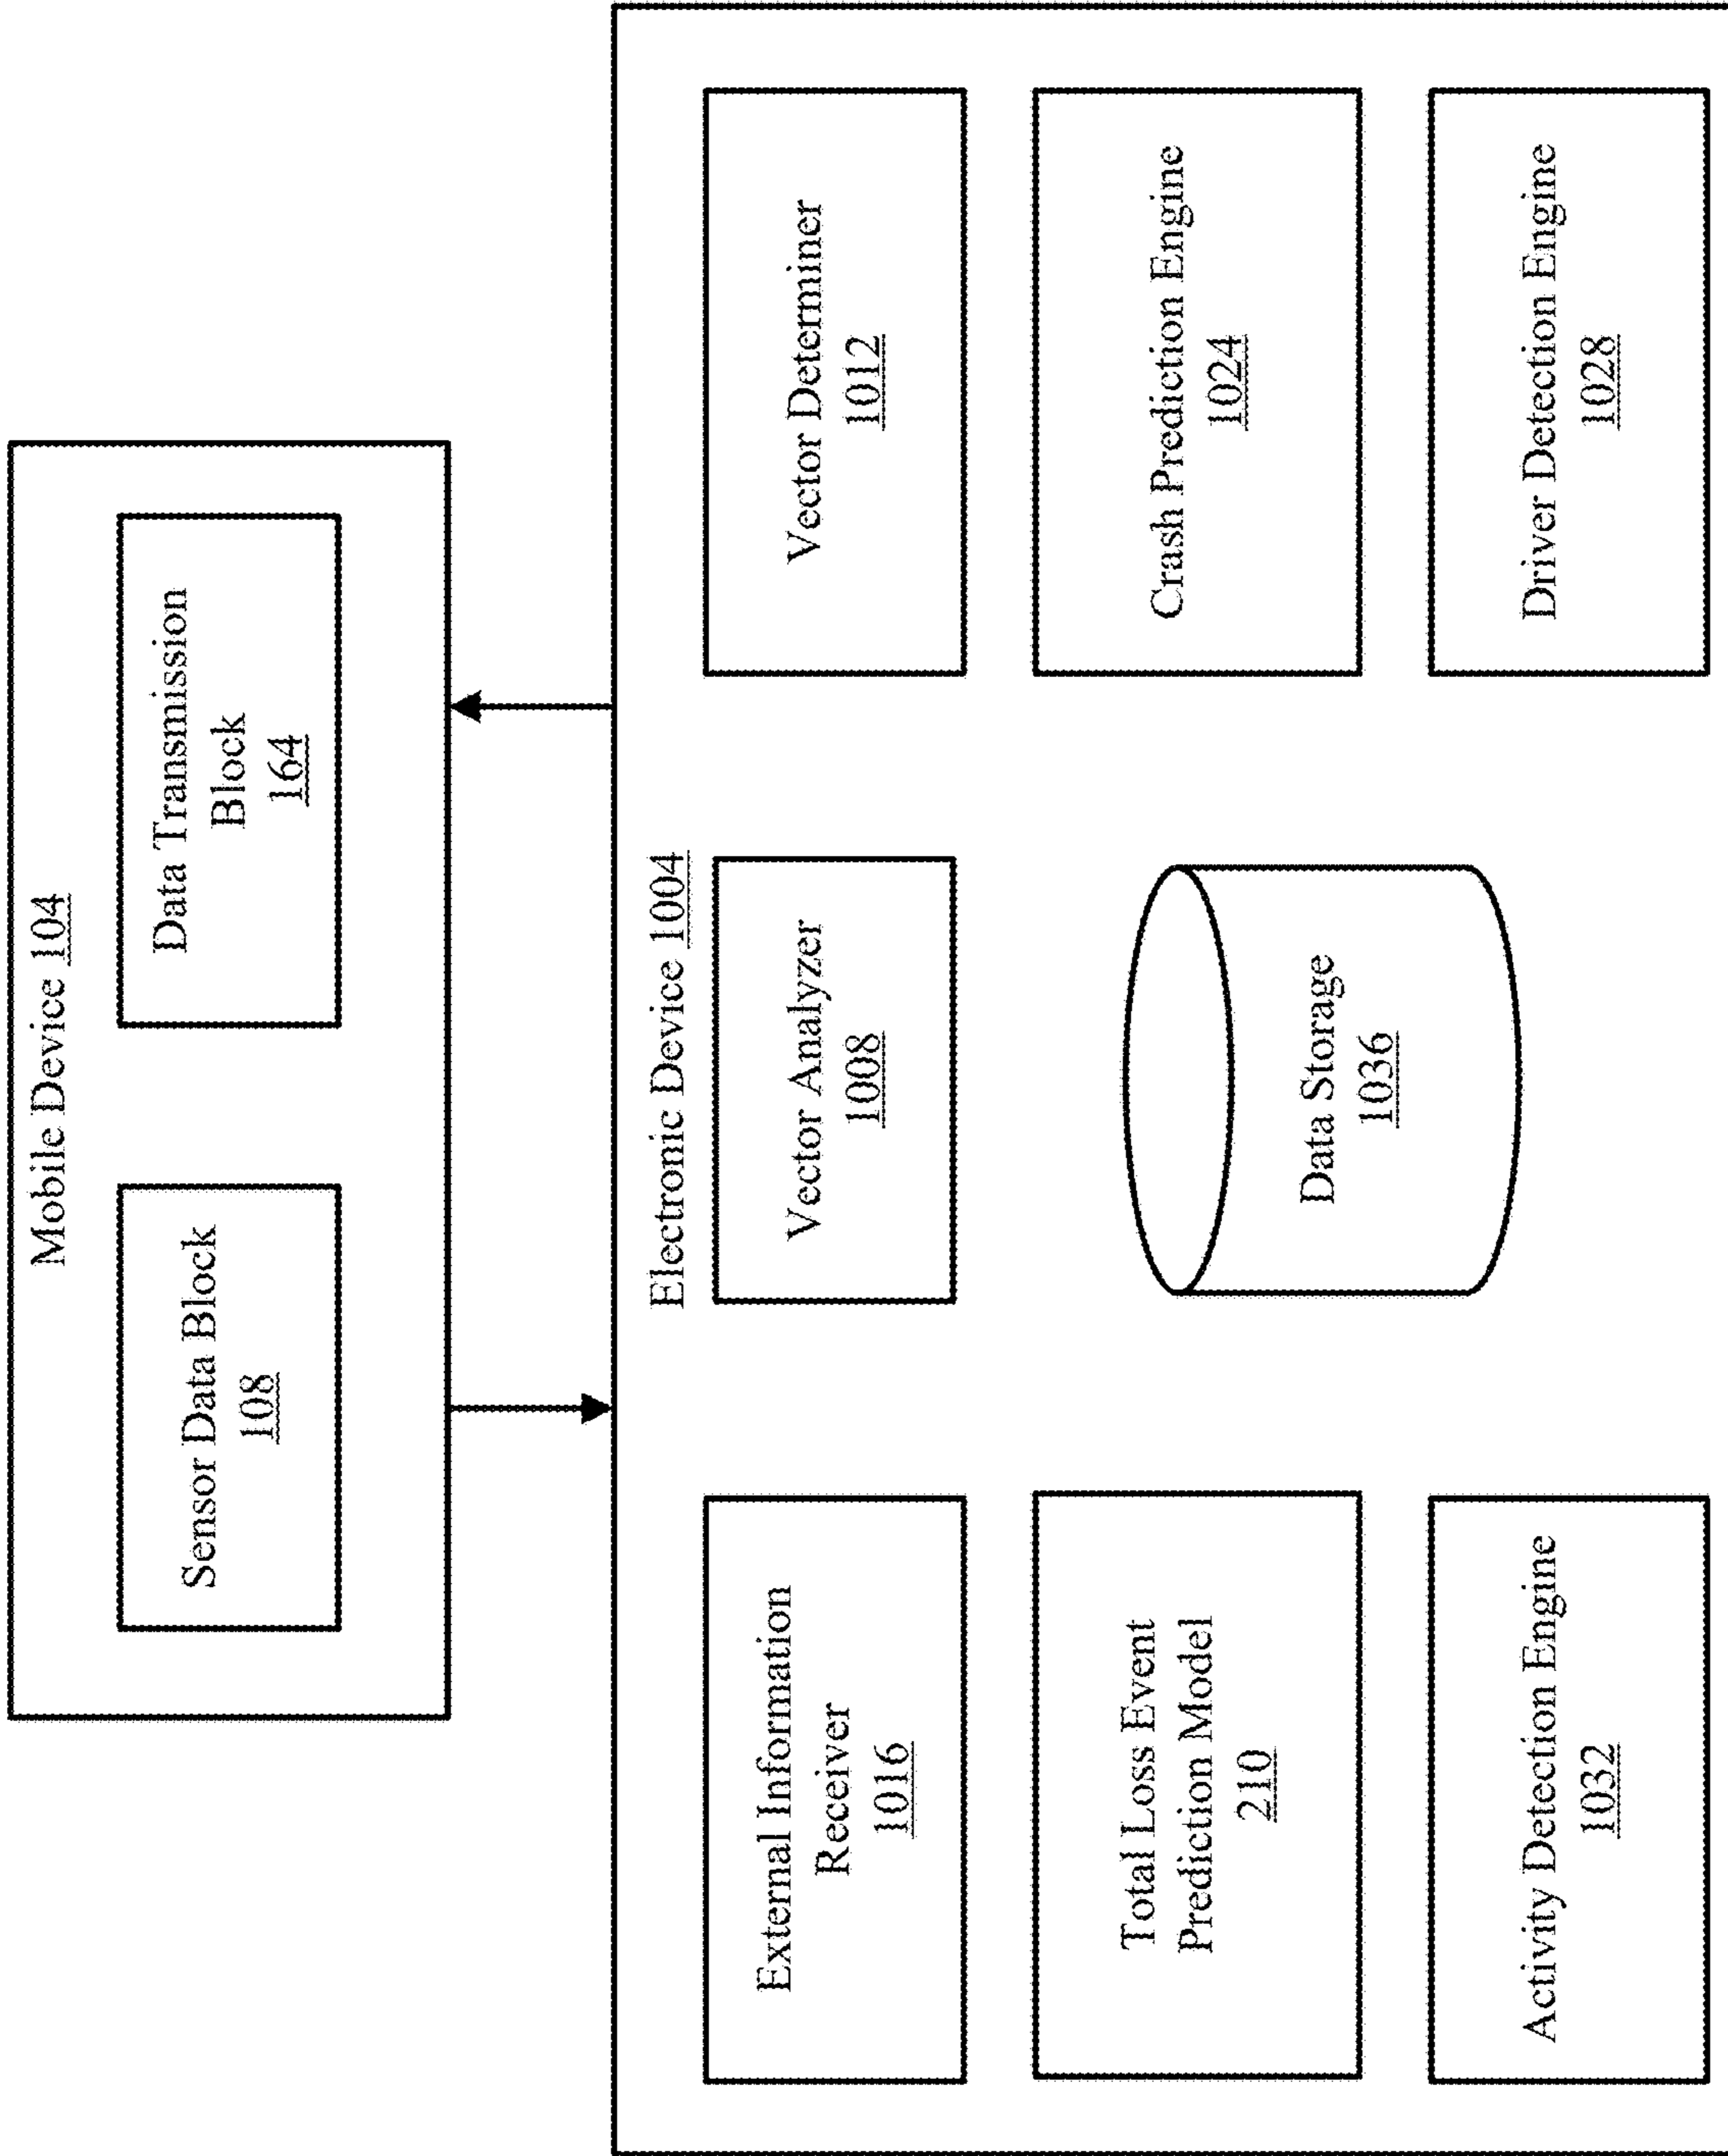 Mobile Device 104
Sensor Data Block
108
Data Transmission
Block
164
Electronic Device 1004
External Information
Receiver
1016
Vector Analyzer
1008
Vector Determiner
1012
Total Loss Event
Prediction Model
210
Data Storage
1036
Crash Prediction Engine
1024
Activity Detection Engine
1032
Driver Detection Engine
1028